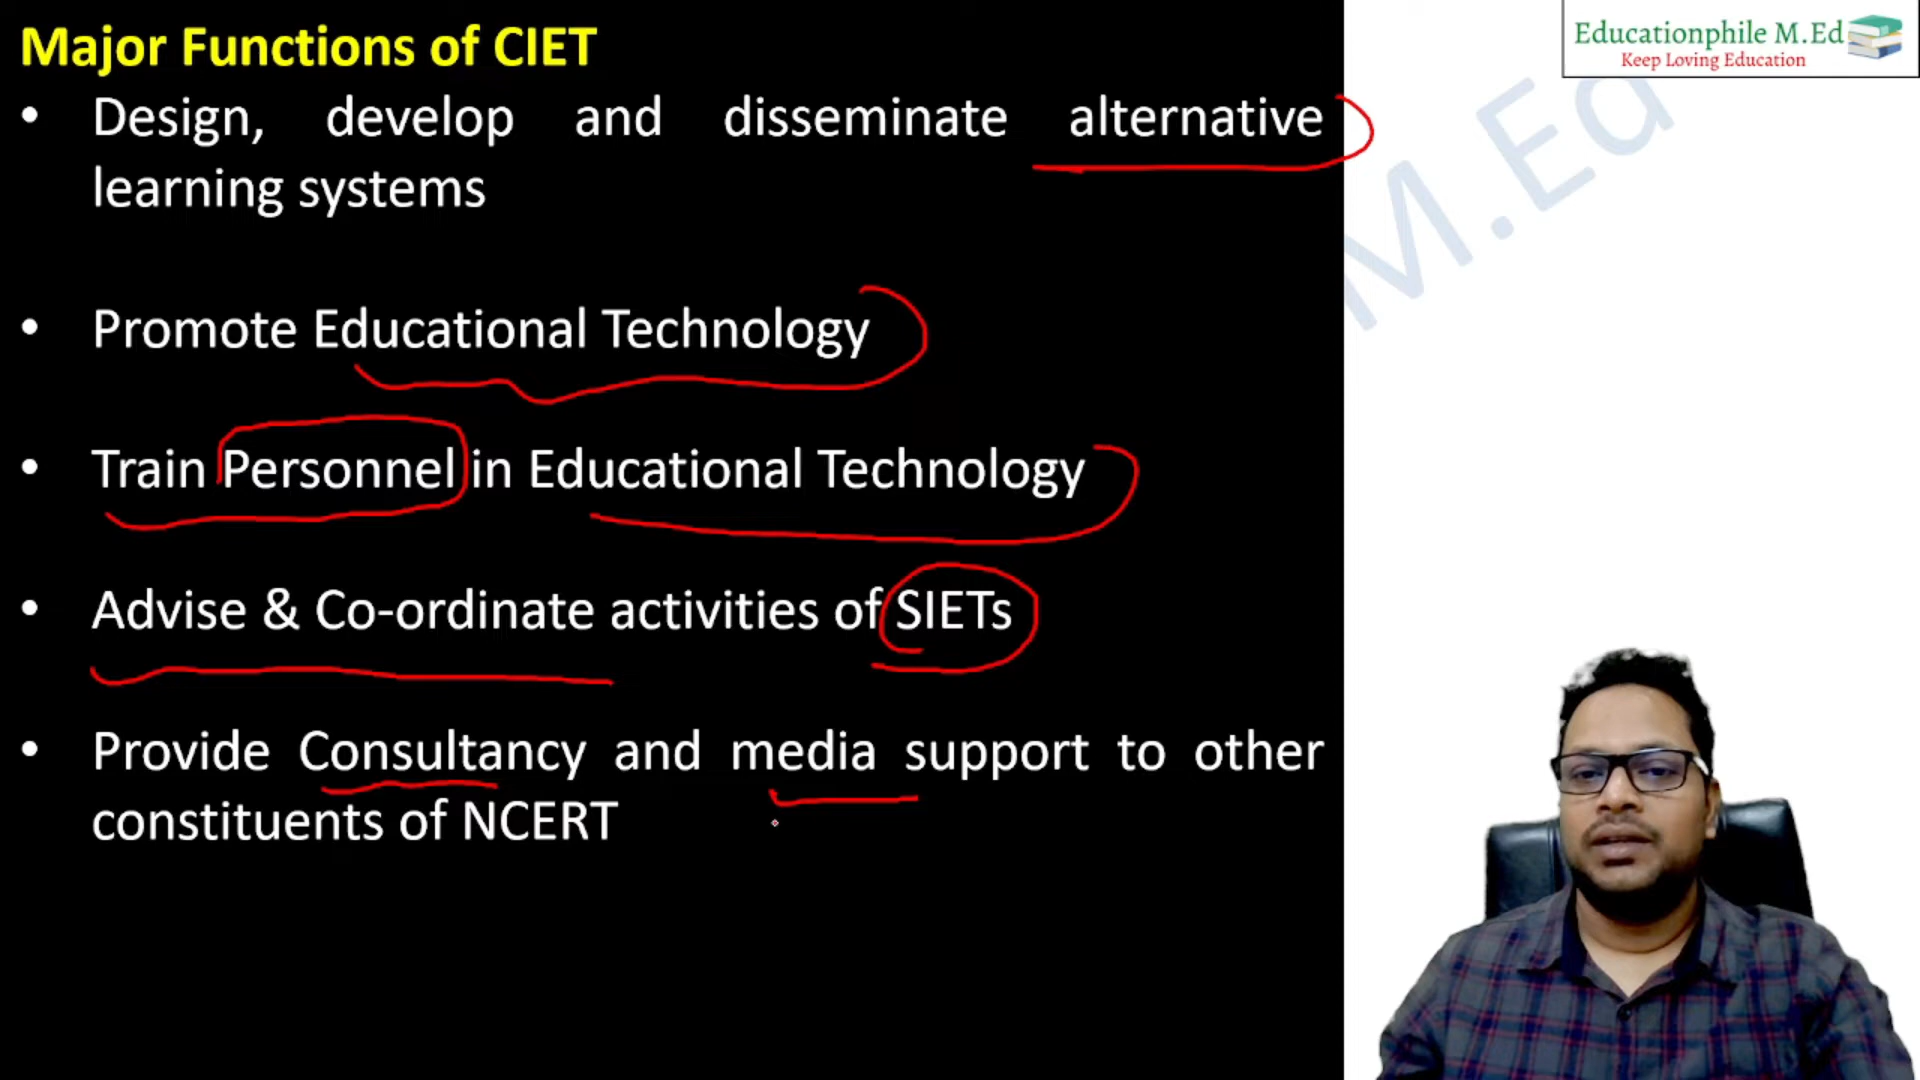 Major Functions of CIET
Educationphile M.Ed
Keep Loving Education
M.Ed
• Design, develop and disseminate alternative
learning systems
• Promote Educational Technology
• Train Personnel in Educational Technology
• Advise & Co-ordinate activities of SIETs
• Provide Consultancy and media support to other
constituents of NCERT